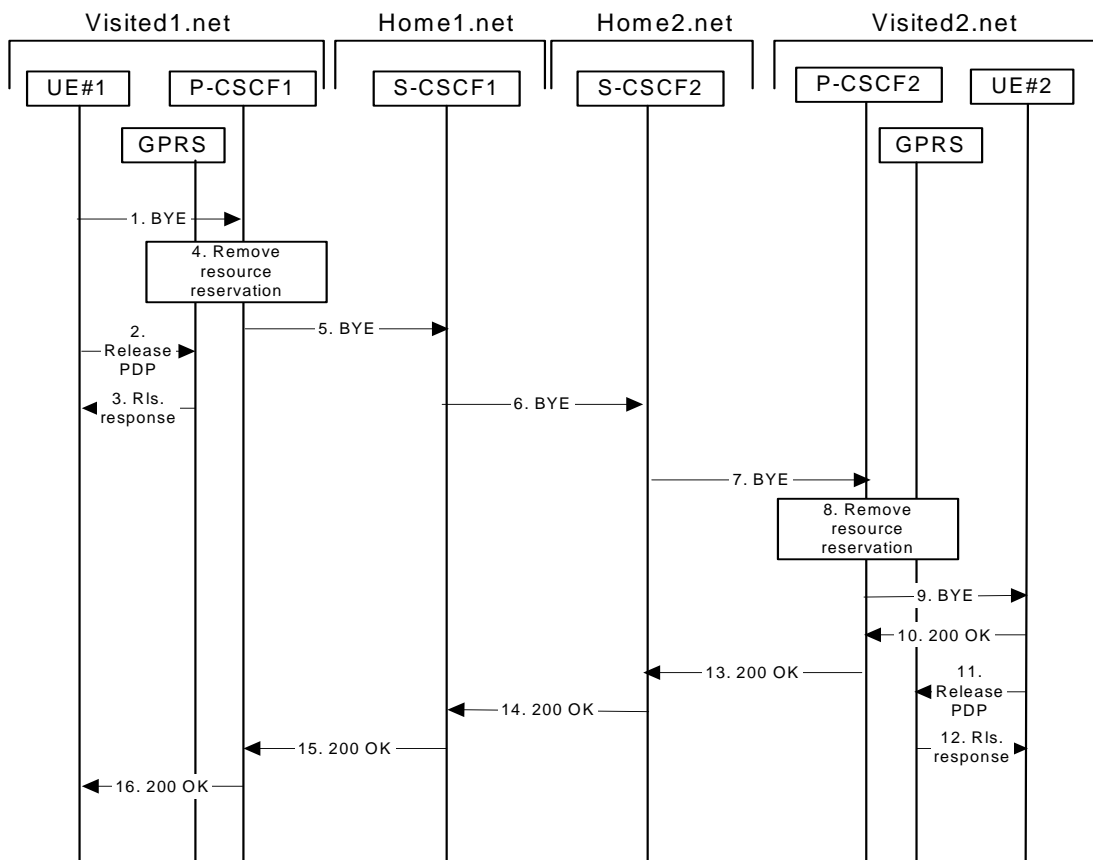 Visited1.net
Home1.net
Home2.net
Visited2.net
UE#1
P-CSCF1
S-CSCF1
S-CSCF2
P-CSCF2
UE#2
GPRS
GPRS
1. BYE
4. Remove
resource
reservation
5. BYE
2.
Release
PDP
3. Rls.
response
6. BYE
7. BYE
8. Remove
resource
reservation
9. BYE
10. 200 OK
13. 200 OK
11.
Release
PDP
14. 200 OK
12. Rls.
response
15. 200 OK
16. 200 OK